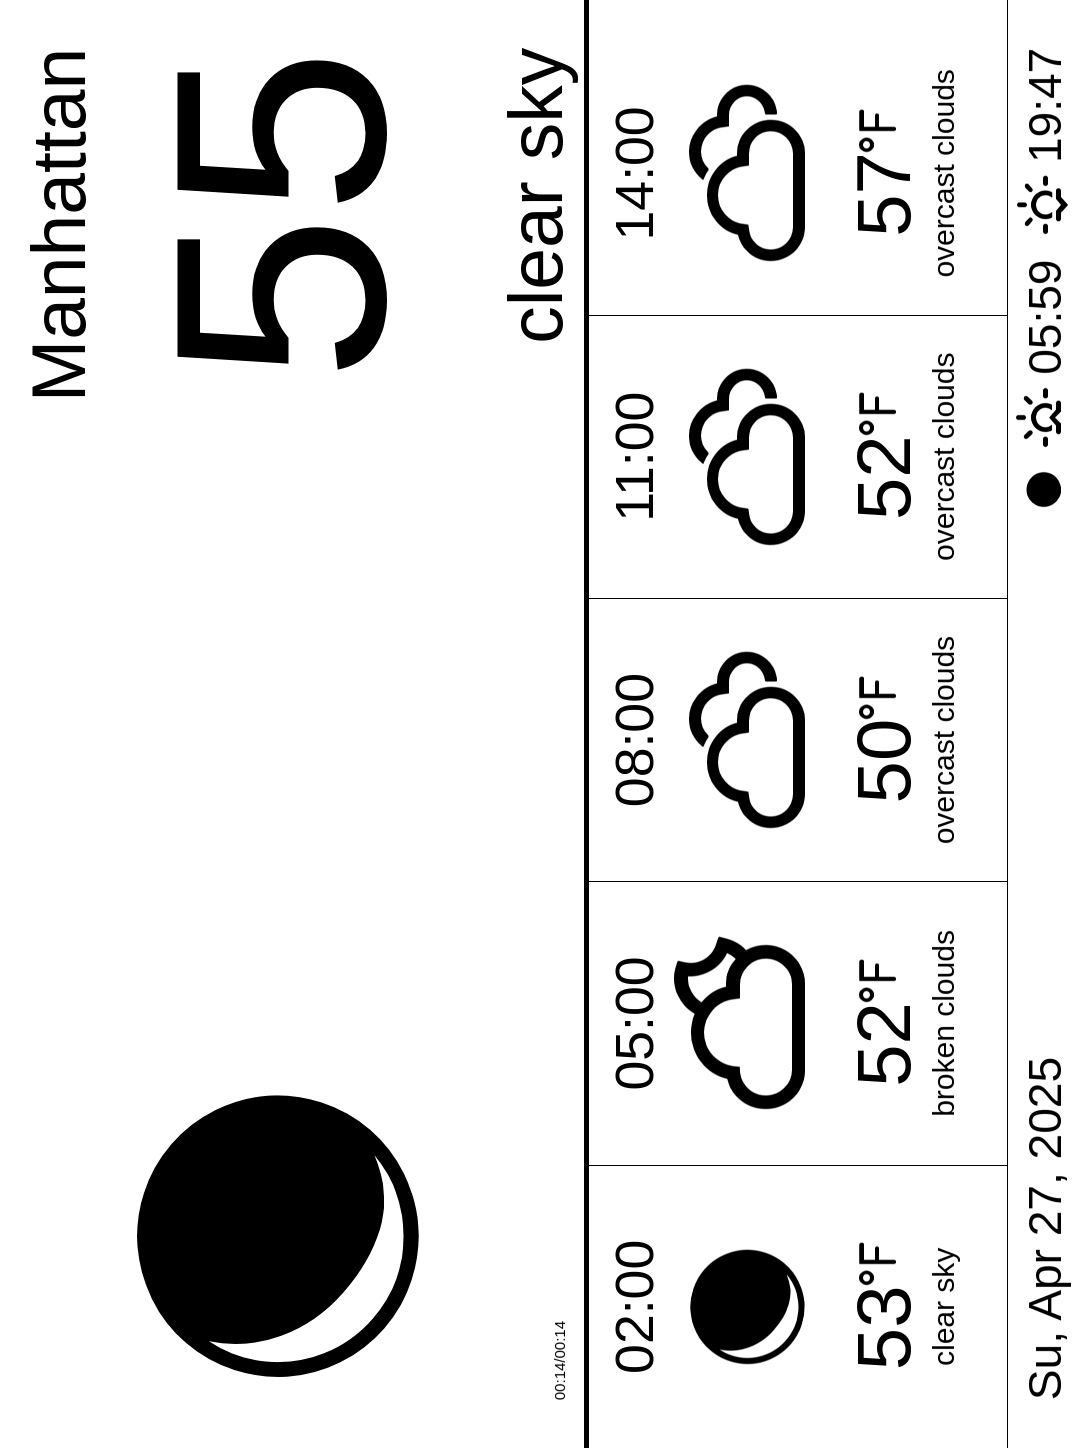 Manhattan
55
clear sky
00:14/00:14
02:00
53°F
clear sky
05:00
52°F
broken clouds
08:00
50°F
overcast clouds
11:00
52°F
overcast clouds
14:00
57°F
overcast clouds
Su, Apr 27, 2025
05:59
19:47